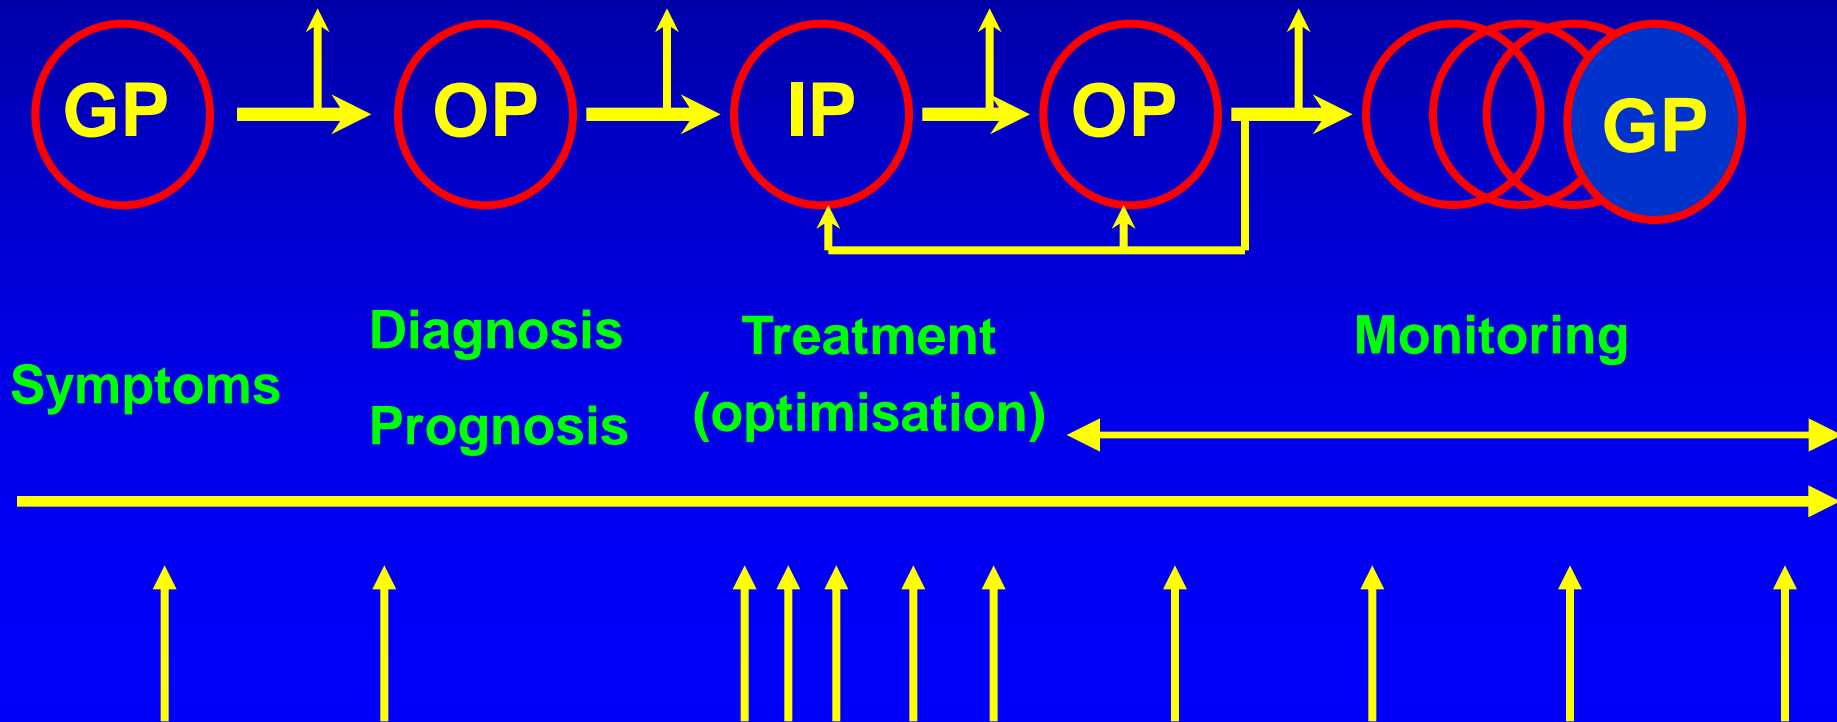 GP
OP
IP
OP
GP
Symptoms
Diagnosis
Prognosis
Treatment
(optimisation)
Monitoring